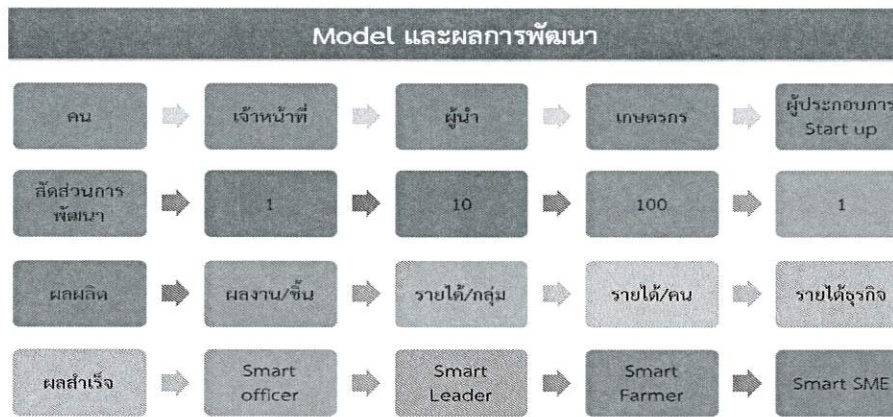 Model และผลการพัฒนา
คน
เจ้าหน้าที่
ผู้นำ
เกษตรกร
ผู้ประกอบการ
Start up
สัดส่วนการ
พัฒนา
1
10
100
1
ผลผลิต
ผลงาน/ชิ้น
รายได้/กลุ่ม
รายได้/คน
รายได้ธุรกิจ
ผลสำเร็จ
Smart
officer
Smart
Leader
Smart
Farmer
Smart SME